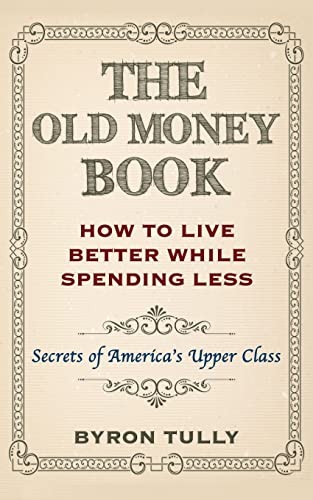 THE
OLD MONEY
BOOK
HOW TO LIVE
BETTER WHILE
SPENDING LESS
Secrets of America's Upper Class
BYRON TULLY